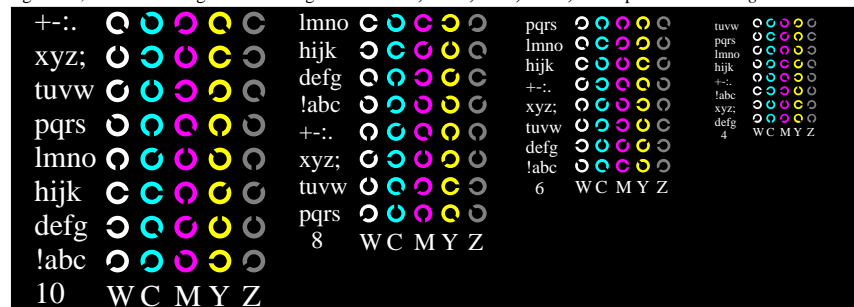 +-:.
xyz;
tuvw
pqrs
lmno
hijk
defg
!abc
10 W C M Y Z
lmno
hijk
defg
!abc
+-:.
xyz;
tuvw
pqrs
8 W C M Y Z
pqrs
lmno
hijk
+-:.
xyz;
tuvw
defg
!abc
6 W C M Y Z
tuvw
pqrs
lmno
hijk
+-:.
!abc
xyz;
defg
4 W C M Y Z